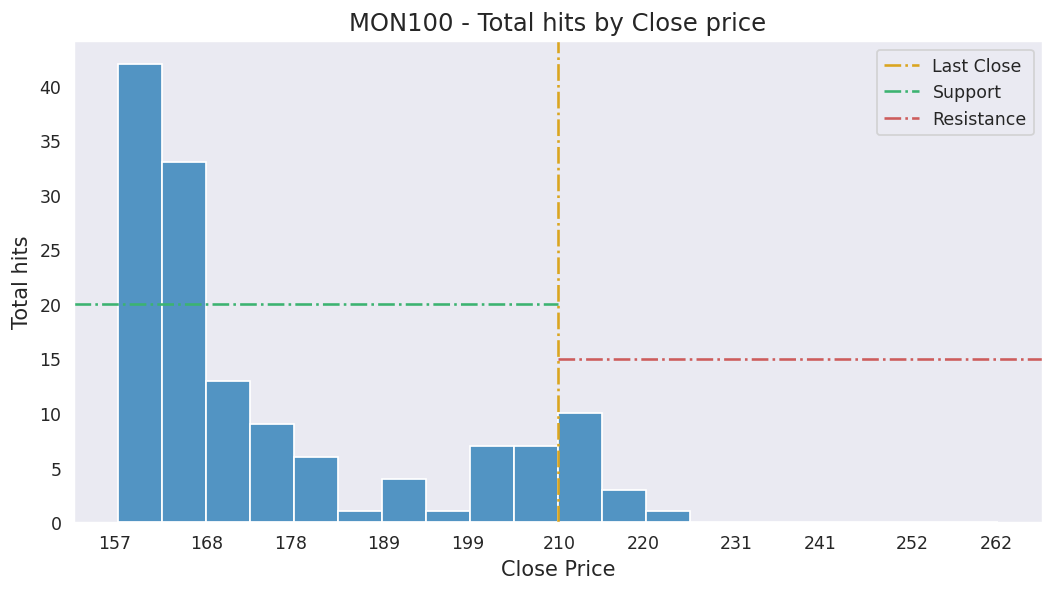 MON100 - Total hits by Close price
Last Close
Support
Resistance
Total hits
40
35
30
25
20
15
10
5
0
157 168 178 189 199 210 220 231 241 252 262
Close Price